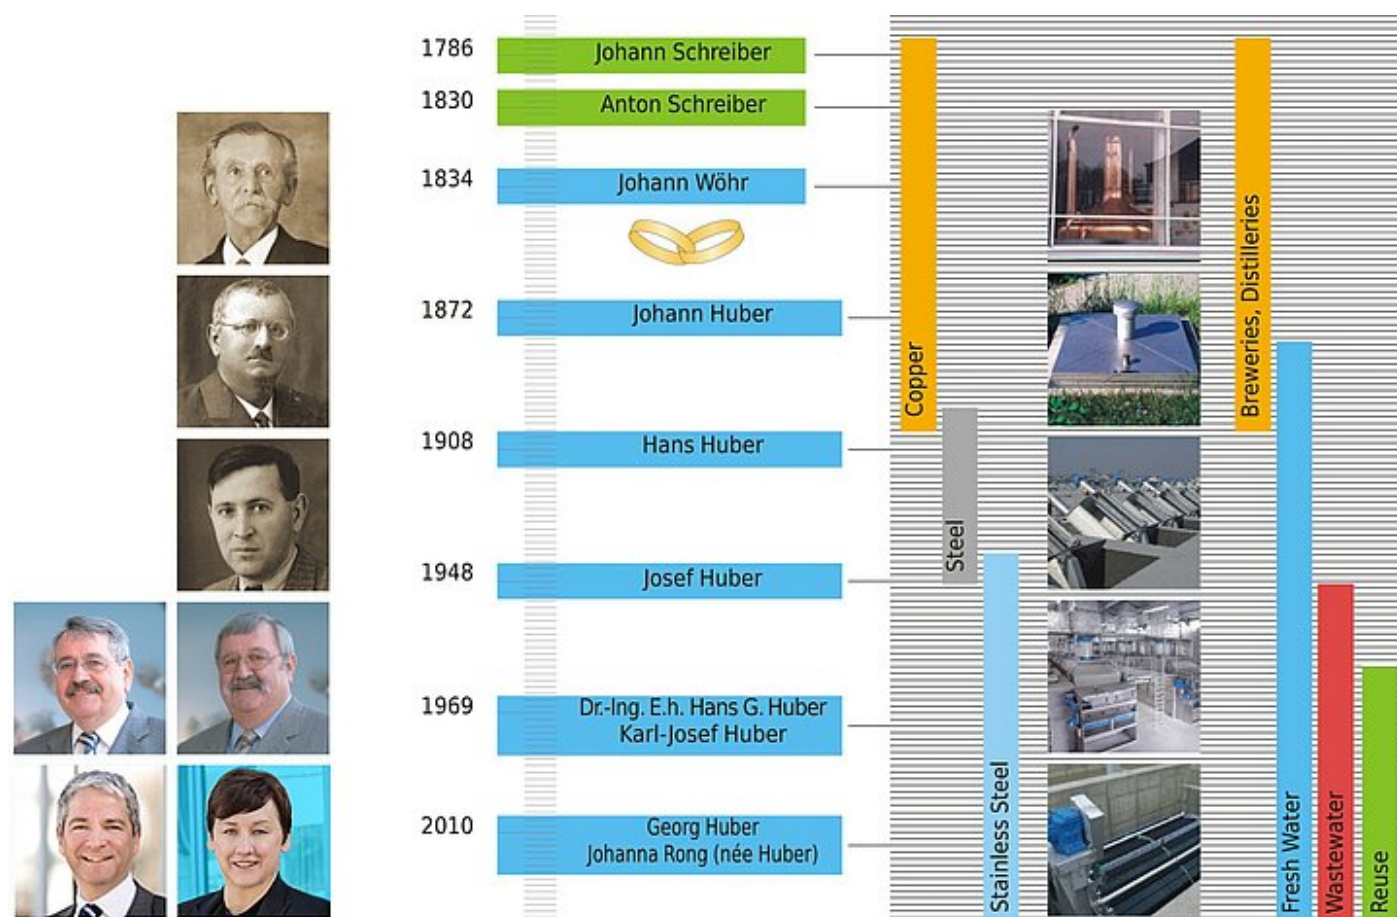 1786
Johann Schreiber
1830
Anton Schreiber
1834
Johann Wöhr
1872
Johann Huber
1908
Hans Huber
1948
Josef Huber
1969
Dr.-Ing. E.h. Hans G. Huber
Karl-Josef Huber
2010
Georg Huber
Johanna Rong (née Huber)
Copper
Steel
Stainless Steel
Breweries, Distilleries
Fresh Water
Wastewater
Reuse